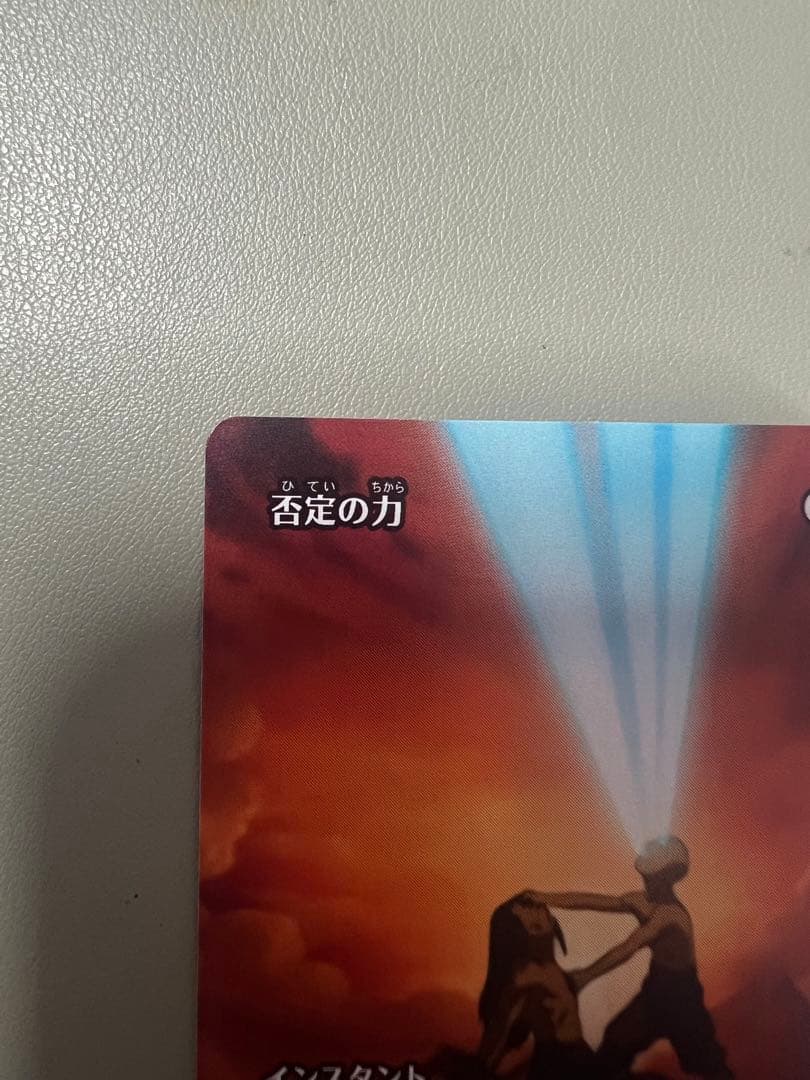 ひてい ちから
否定の力
インスタント